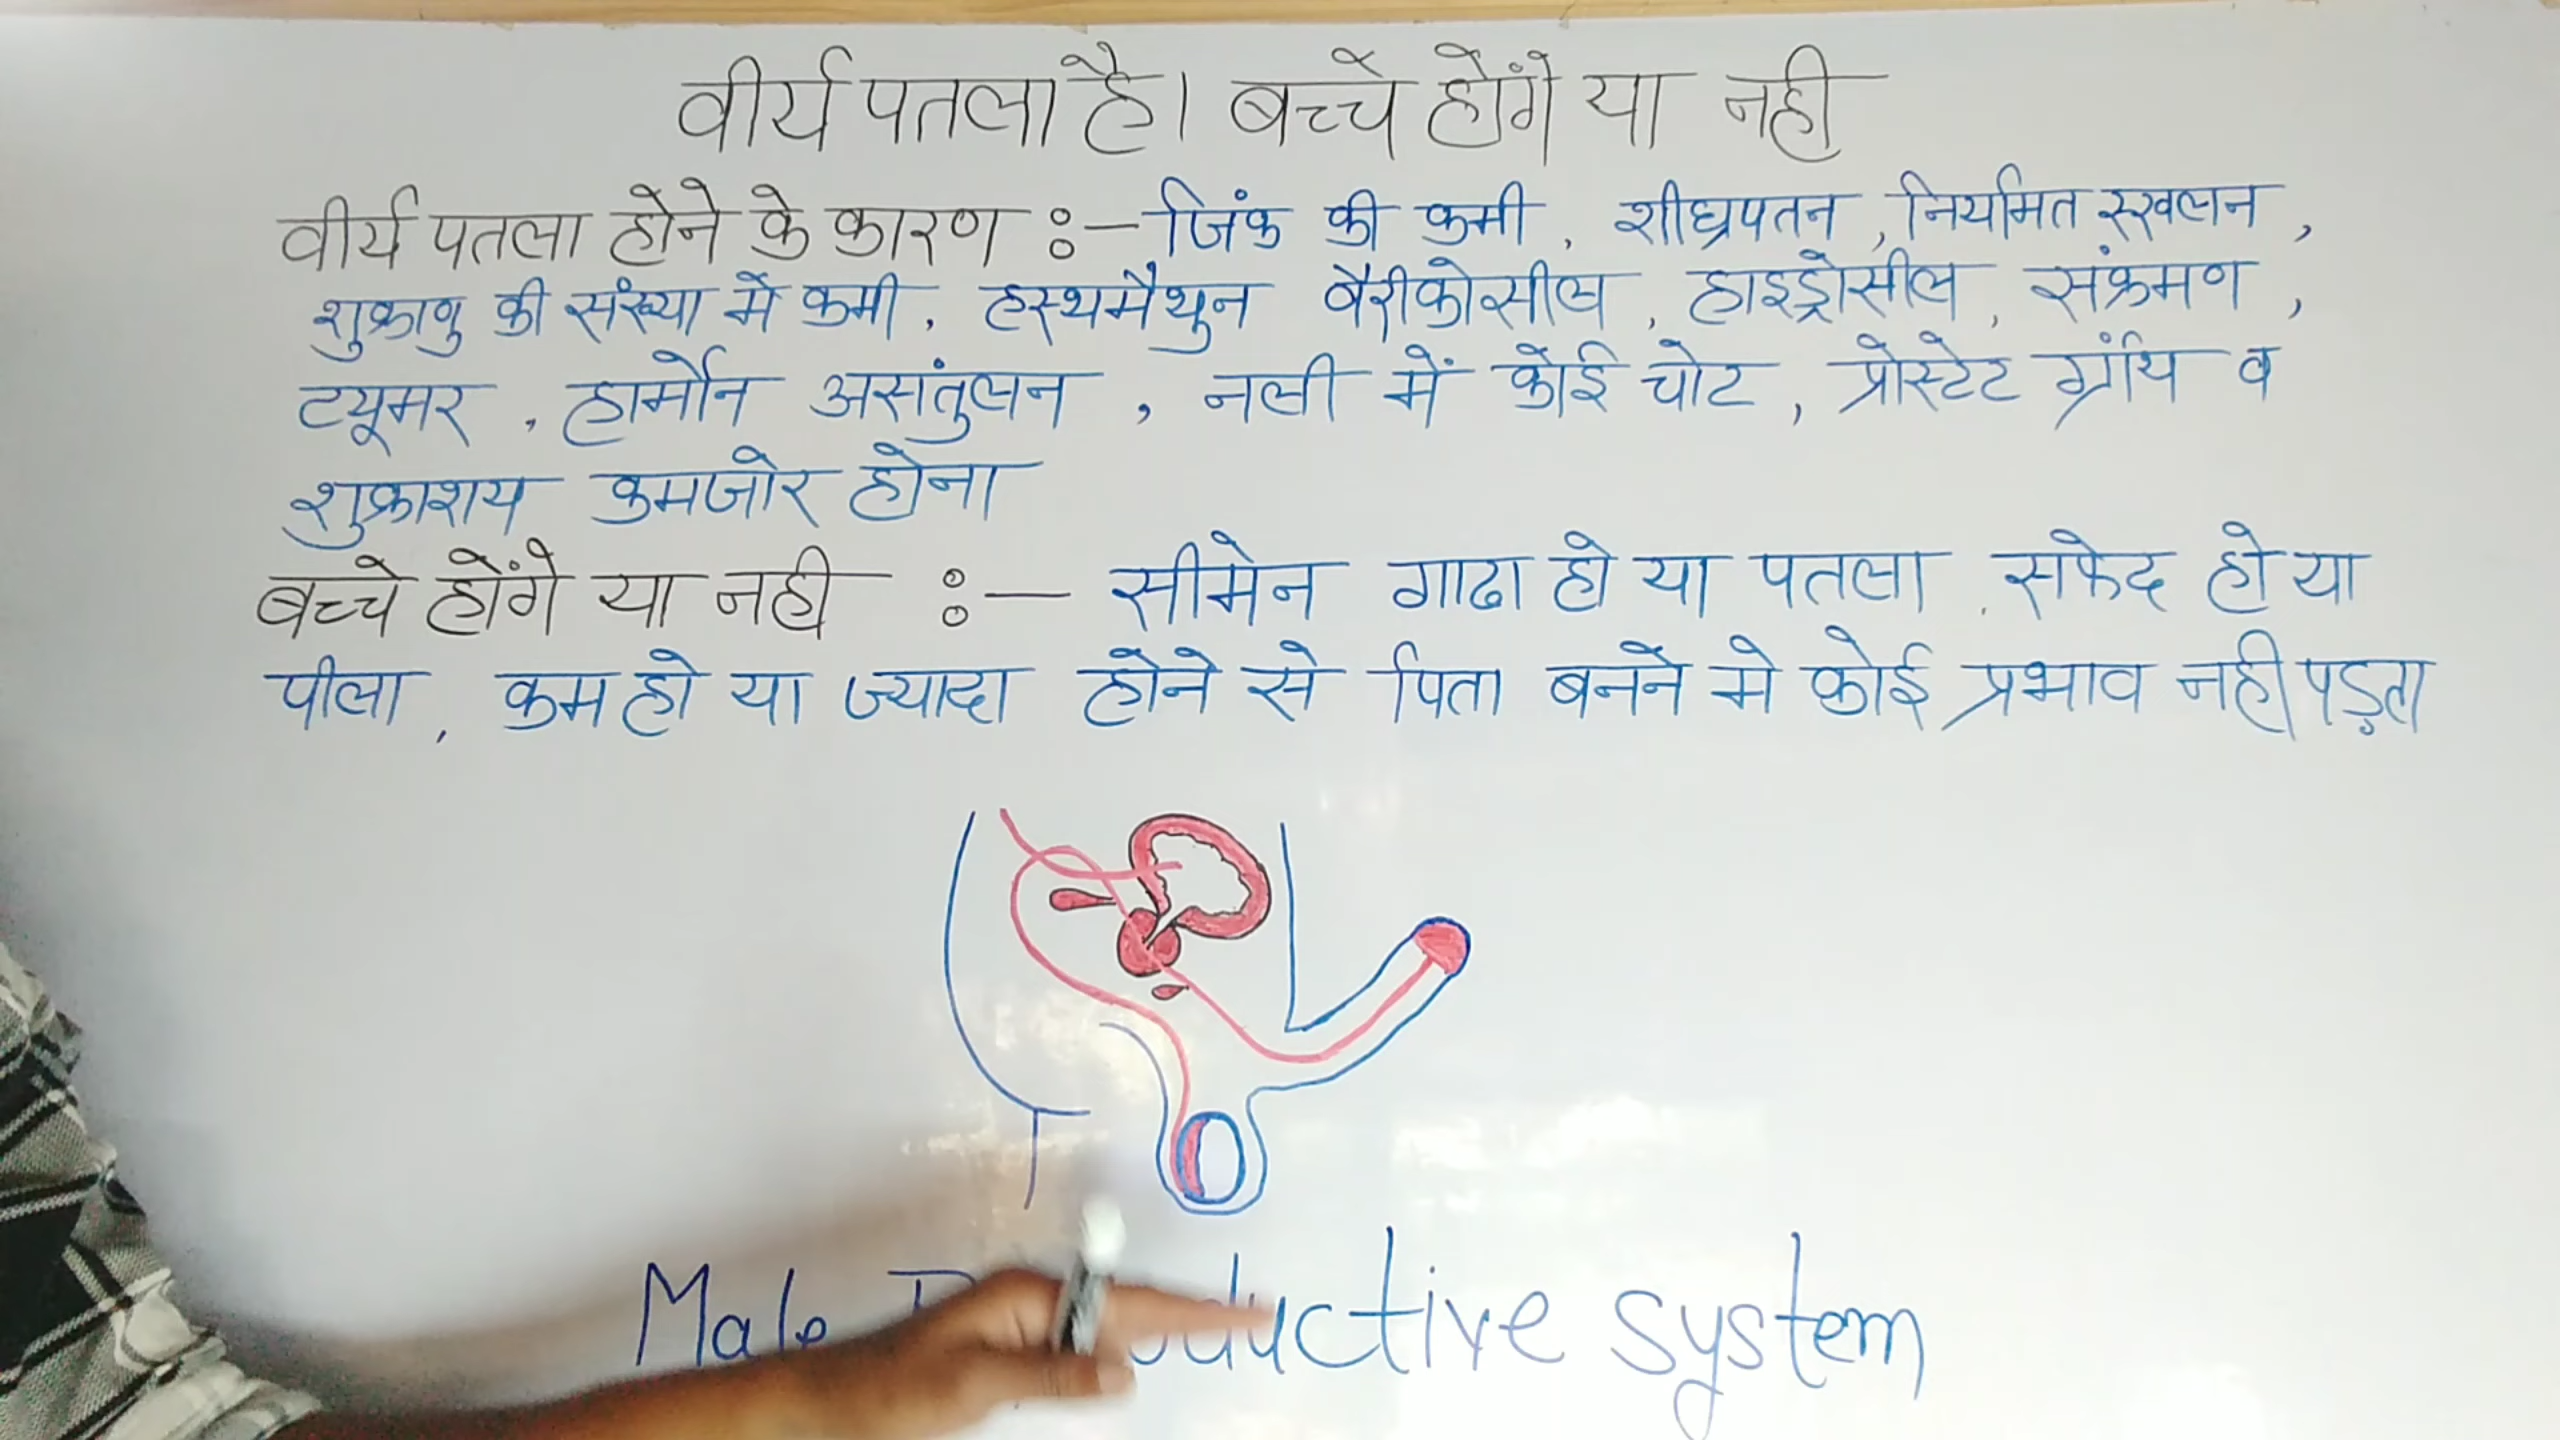 वीर्य पतला है। बच्चे होंगे या नही
वीर्य पतला होने के कारण :- जिंक की कमी, शीघ्रपतन, नियमित स्खलन,
शुक्राणु की संख्या में कमी, हस्थमैथुन वैरीकोसील, हाइड्रोसील, संक्रमण,
टयूमर, हार्मोन असंतुलन, नली में कोई चोट, प्रोस्टेट ग्रंथि व
शुक्राशय कमजोर होना
बच्चे होंगे या नही :- सीमेन गाढा हो या पतला, सफेद हो या
पीला, कम हो या ज्यादा होने से पिता बनने मे कोई प्रभाव नही पड़ता
Male system